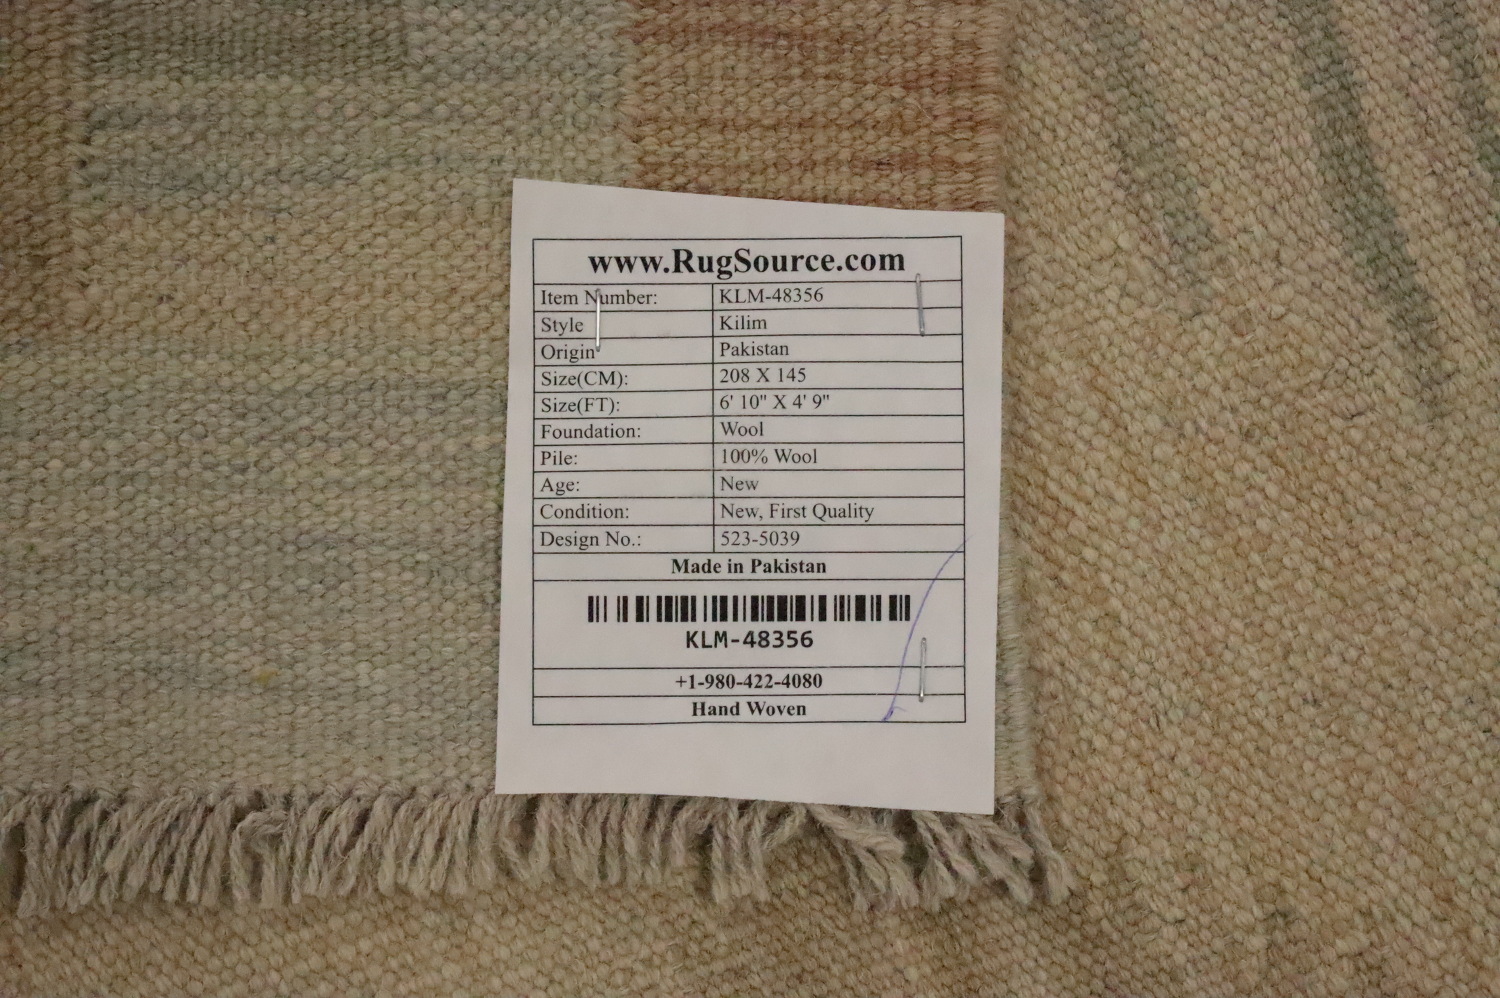 www.RugSource.com
Item Number: KLM-48356
Style Kilim
Origin Pakistan
Size(CM): 208 X 145
Size(FT): 6' 10" X 4' 9"
Foundation: Wool
Pile: 100% Wool
Age: New
Condition: New, First Quality
Design No.: 523-5039
Made in Pakistan
KLM-48356
+1-980-422-4080
Hand Woven